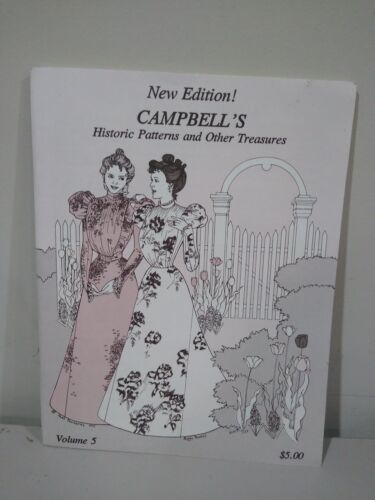 New Edition!
CAMPBELL'S
Historic Patterns and Other Treasures
Volume 5
$5.00